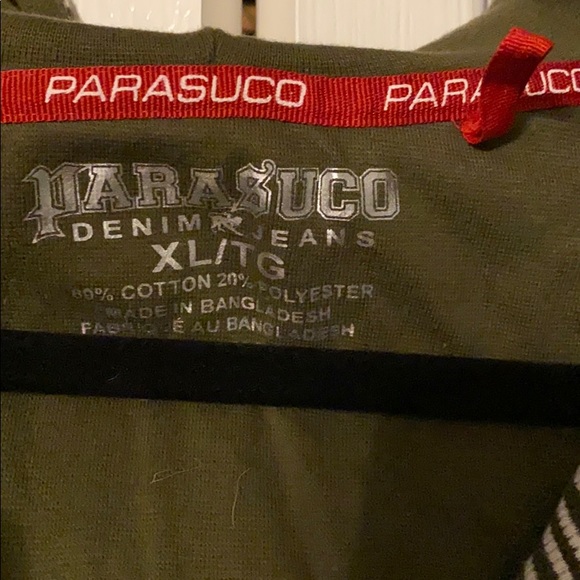 PARASUCO PARASUCO
PARASUCO
DENIM JEANS
XL/TG
80% COTTON 20% POLYESTER
MADE IN BANGLADESH
FABRIQUÉ AU BANGLADESH